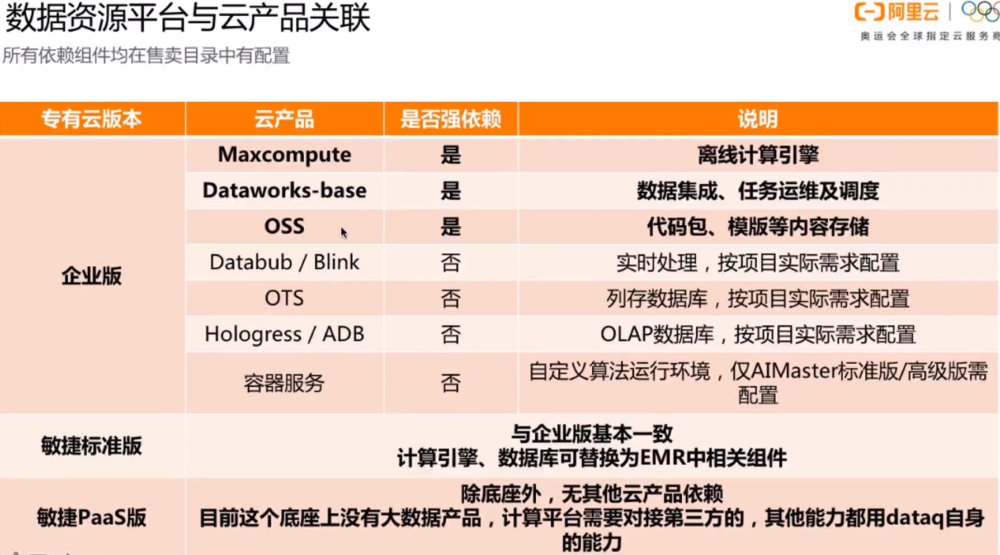 数据资源平台与云产品关联
阿里云
奥运会全球指定云服务商
所有依赖组件均在售卖目录中有配置
专有云版本 云产品 是否强依赖 说明
企业版
Maxcompute 是 离线计算引擎
Dataworks-base 是 数据集成、任务运维及调度
OSS 是 代码包、模版等内容存储
Databub / Blink 否 实时处理，按项目实际需求配置
OTS 否 列存数据库，按项目实际需求配置
Hologress / ADB 否 OLAP数据库，按项目实际需求配置
容器服务 否 自定义算法运行环境，仅AIMaster标准版/高级版需
配置
敏捷标准版
与企业版基本一致
计算引擎、数据库可替换为EMR中相关组件
敏捷PaaS版
除底座外，无其他云产品依赖
目前这个底座上没有大数据产品，计算平台需要对接第三方的，其他能力都用dataq自身
的能力